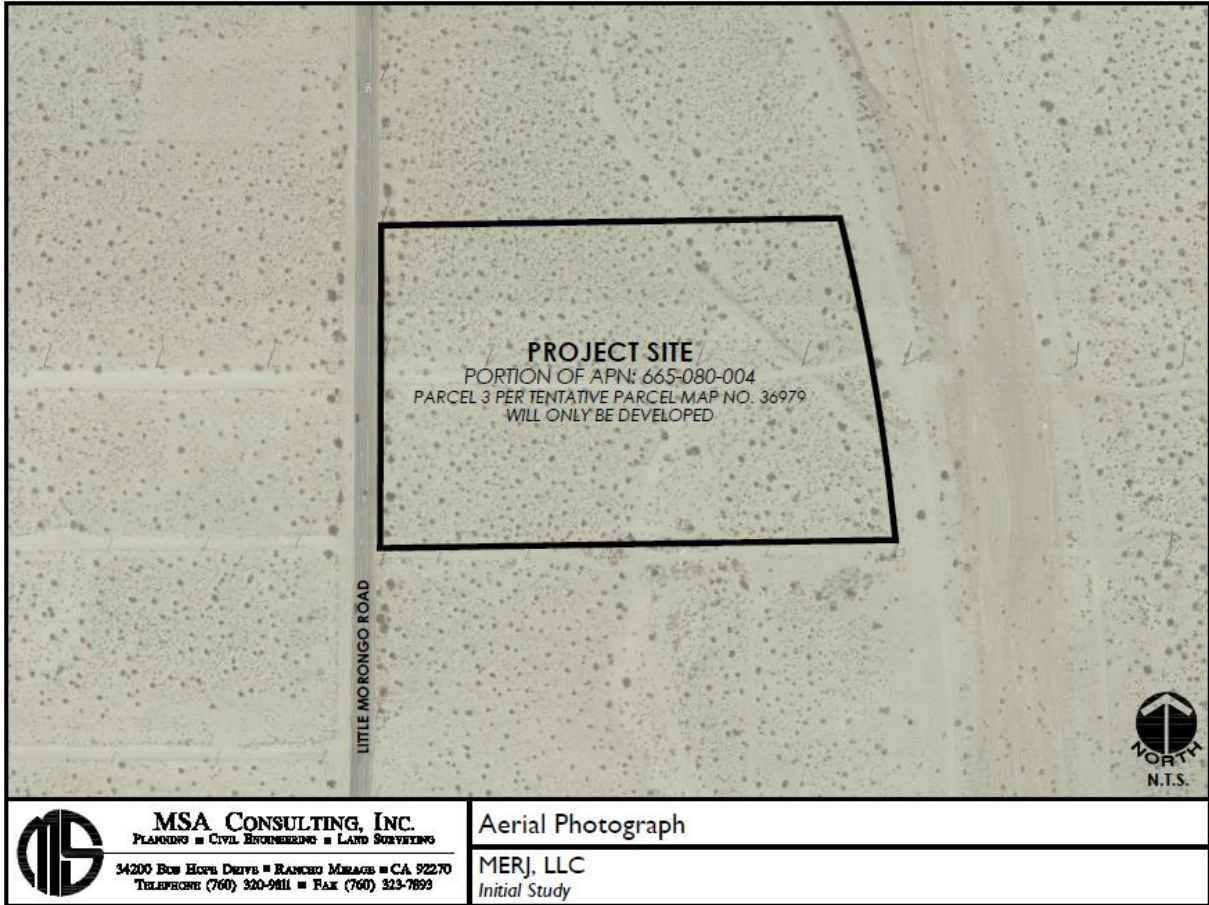 PROJECT SITE
PORTION OF APN: 665-080-004
PARCEL 3 PER TENTATIVE PARCEL MAP NO. 36979
WILL ONLY BE DEVELOPED
LITTLE MORONGO ROAD
NORTH
N.T.S.
MS
MSA CONSULTING, INC.
PLANNING ■ CIVIL ENGINEERING ■ LAND SURVEYING
34200 BOB HOPE DRIVE ■ RANCHO MIRAGE ■ CA 92270
TELEPHONE (760) 320-9811 ■ FAX (760) 323-7893
Aerial Photograph
MERJ, LLC
Initial Study